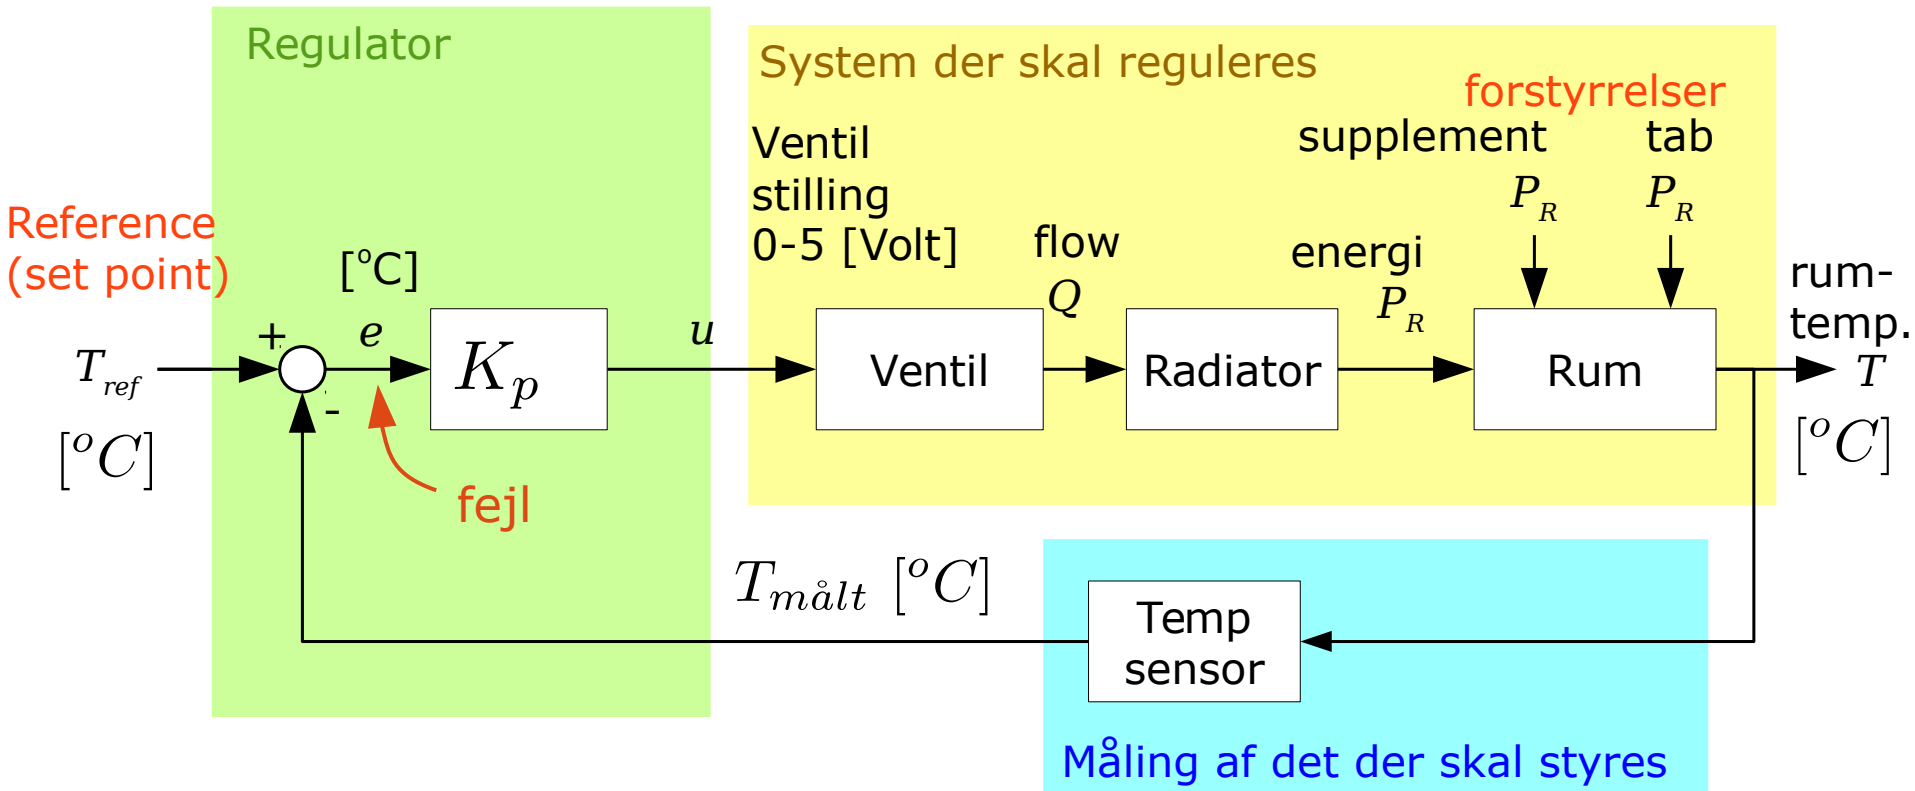 Regulator
System der skal reguleres
forstyrrelser
supplement
tab
P_R
P_R
Ventil
stilling
0-5 [Volt]
flow
Q
energi
P_R
Reference
(set point)
[°C]
rum-
temp.
T_ref
+
-
e
K_p
u
Ventil
Radiator
Rum
T
[°C]
[°C]
fejl
T_målt [°C]
Temp
sensor
Måling af det der skal styres